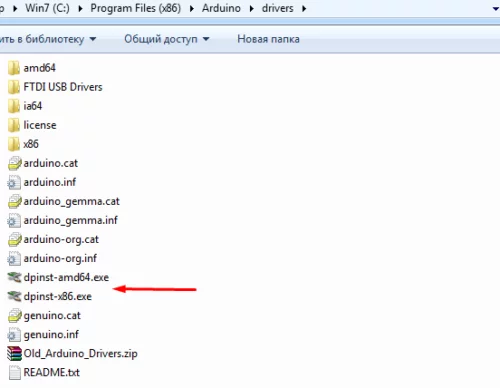 Win7 (C:) ▸ Program Files (x86) ▸ Arduino ▸ drivers ▸
ить в библиотеку ▾ Общий доступ ▾ Новая папка
amd64
FTDI USB Drivers
ia64
license
x86
arduino.cat
arduino.inf
arduino_gemma.cat
arduino_gemma.inf
arduino-org.cat
arduino-org.inf
dpinst-amd64.exe
dpinst-x86.exe
genuino.cat
genuino.inf
Old_Arduino_Drivers.zip
README.txt